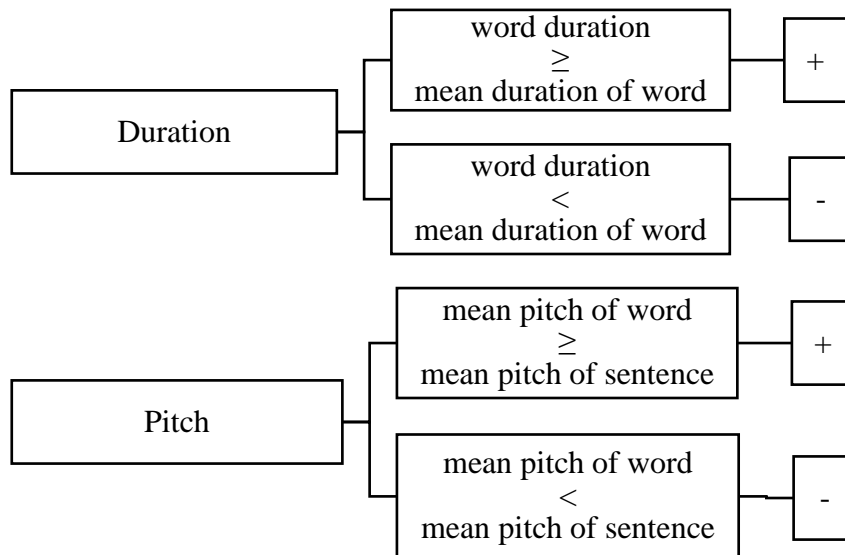 word duration
≥
mean duration of word
+
Duration
word duration
<
mean duration of word
-
mean pitch of word
≥
mean pitch of sentence
+
Pitch
mean pitch of word
<
mean pitch of sentence
-